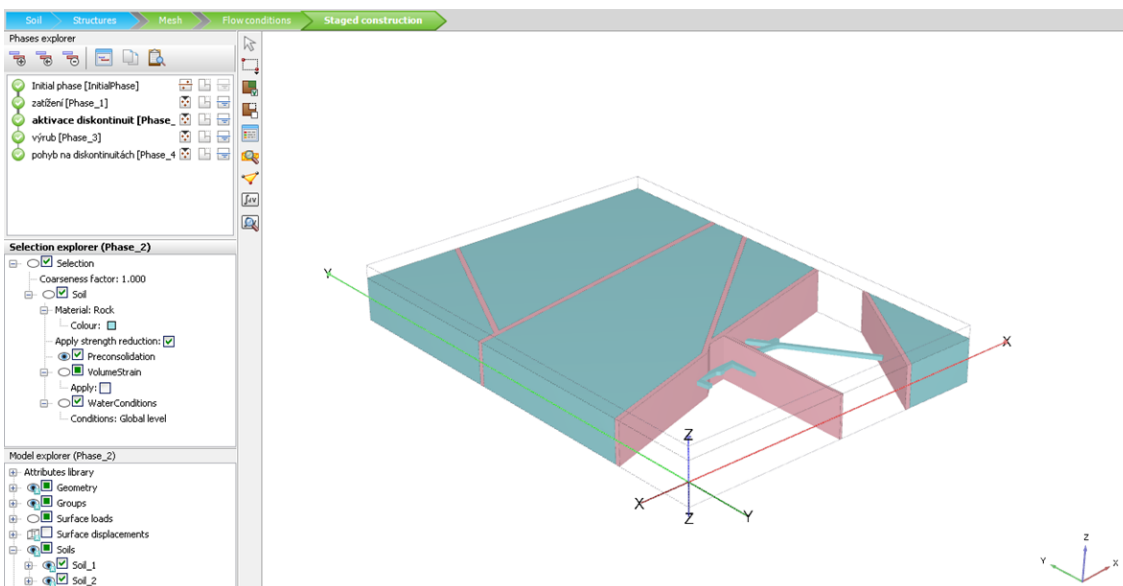 Soil Structures Mesh Flow conditions Staged construction
Phases explorer
Initial phase [InitialPhase]
zatížení [Phase_1]
aktivace diskontinuit [Phase_
výrub [Phase_3]
pohyb na diskontinuitách [Phase_4
Selection explorer (Phase_2)
Selection
Coarseness factor: 1.000
Soil
Material: Rock
Colour:
Apply strength reduction:
Preconsolidation
VolumeStrain
Apply:
WaterConditions
Conditions: Global level
Model explorer (Phase_2)
Attributes library
Geometry
Groups
Surface loads
Surface displacements
Soils
Soil_1
Soil_2
Y
X
Z
X
Z
Y
Z
Y
X